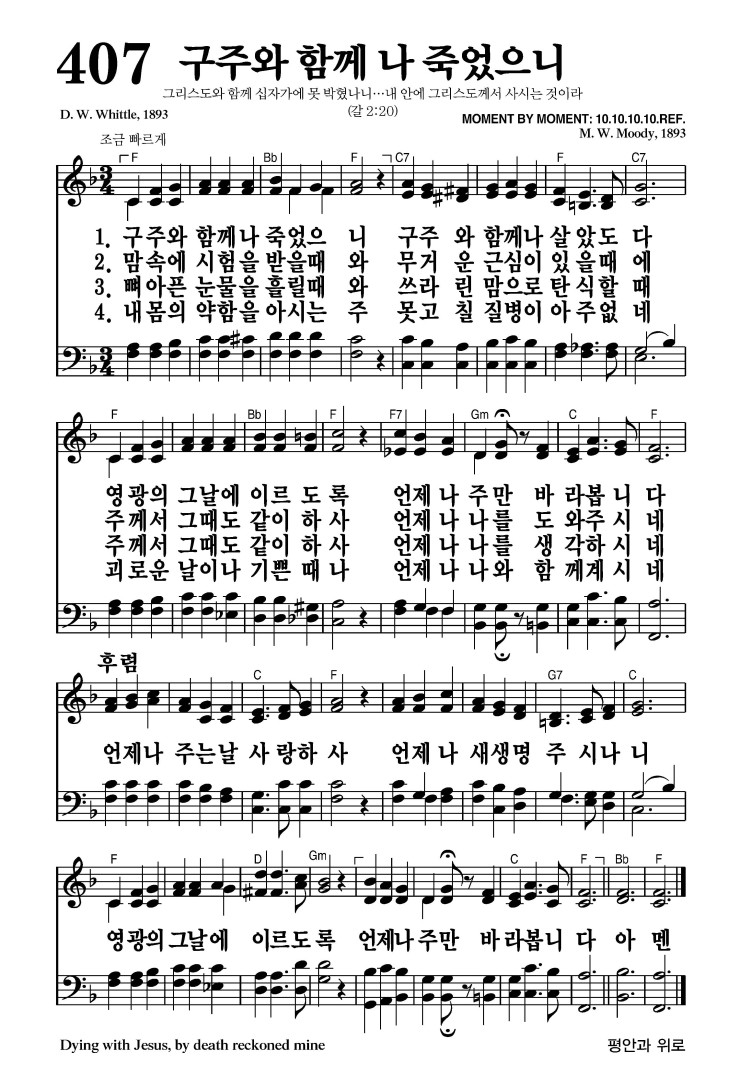 407 구주와 함께 나 죽었으니
그리스도와 함께 십자가에 못 박혔나니…내 안에 그리스도께서 사시는 것이라
(갈 2:20)
D. W. Whittle, 1893
MOMENT BY MOMENT: 10.10.10.10.REF.
M. W. Moody, 1893
조금 빠르게
F Bb F C7 F C7
3/4
1. 구주와 함께나 죽었으 니 구주 와 함께나 살았도 다
2. 맘속에 시험을 받을때 와 무거 운 근심이 있을때 에
3. 뼈아픈 눈물을 흘릴때 와 쓰라 린 맘으로 탄식할 때
4. 내몸의 약함을 아시는 주 못고 칠 질병이 아주없 네
3/4
F Bb F F7 Gm C F
영광의 그날에 이르 도 록 언제 나 주만 바 라봅 니 다
주께서 그때도 같이 하 사 언제 나 나를 도 와주 시 네
주께서 그때도 같이 하 사 언제 나 나를 생 각하 시 네
괴로운 날이나 기쁜 때 나 언제 나 나와 함 께계 시 네
후렴
C F G7 C
언제나 주는날 사 랑하 사 언제 나 새생명 주 시나 니
F D Gm C F Bb F
영광의 그날에 이르도 록 언제나 주만 바 라봅 니 다 아 멘
Dying with Jesus, by death reckoned mine
평안과 위로